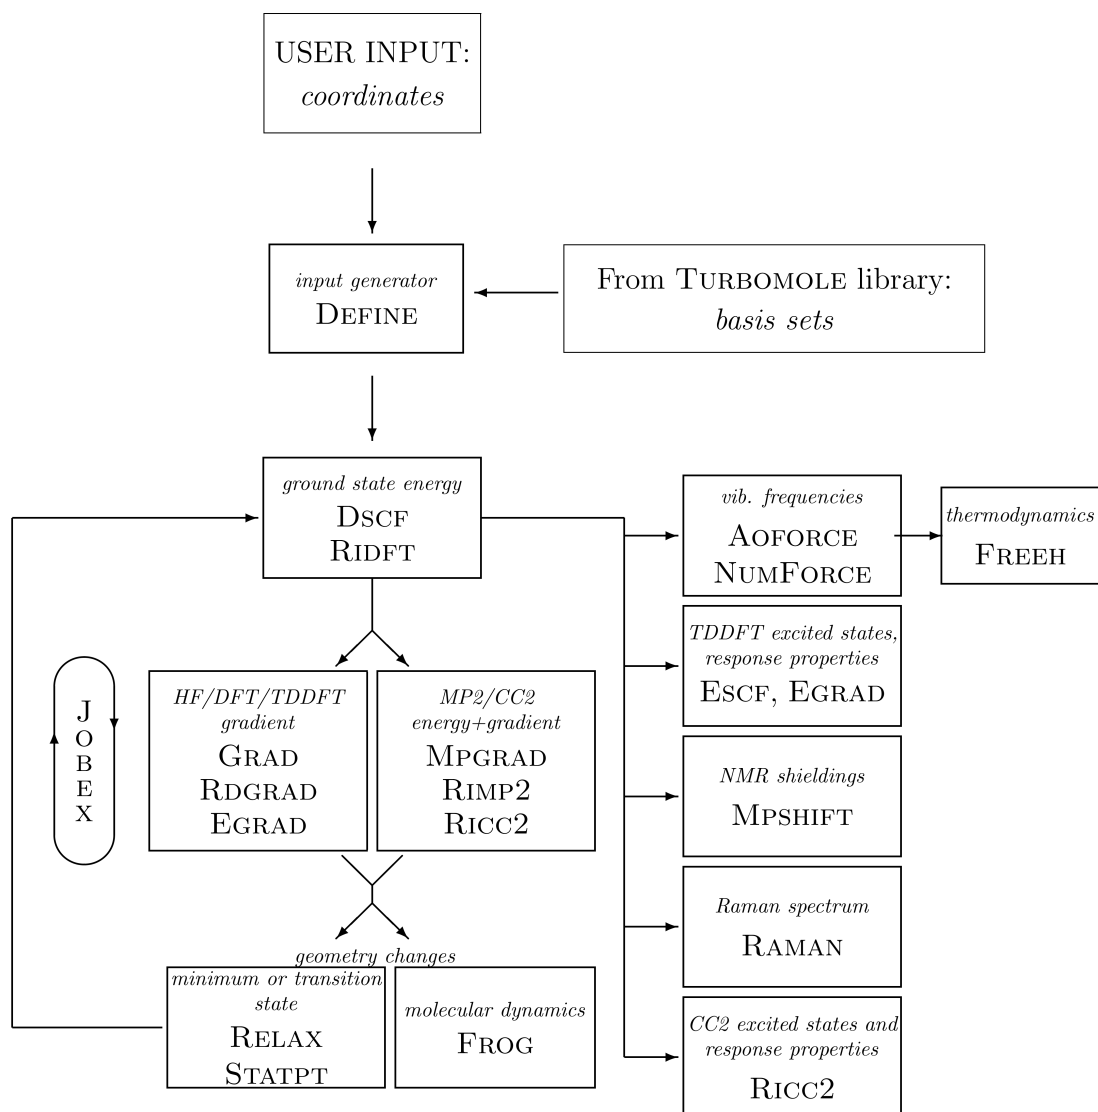 USER INPUT:
coordinates
input generator
DEFINE
From TURBOMOLE library:
basis sets
ground state energy
DSCF
RIDFT
vib. frequencies
AOFORCE
NUMFORCE
thermodynamics
FREEH
TDDFT excited states,
response properties
ESCF, EGRAD
J
O
B
E
X
HF/DFT/TDDFT
gradient
GRAD
RDGRAD
EGRAD
MP2/CC2
energy+gradient
MPGRAD
RIMP2
RICC2
NMR shieldings
MPSHIFT
Raman spectrum
RAMAN
geometry changes
minimum or transition
state
RELAX
STATPT
molecular dynamics
FROG
CC2 excited states and
response properties
RICC2